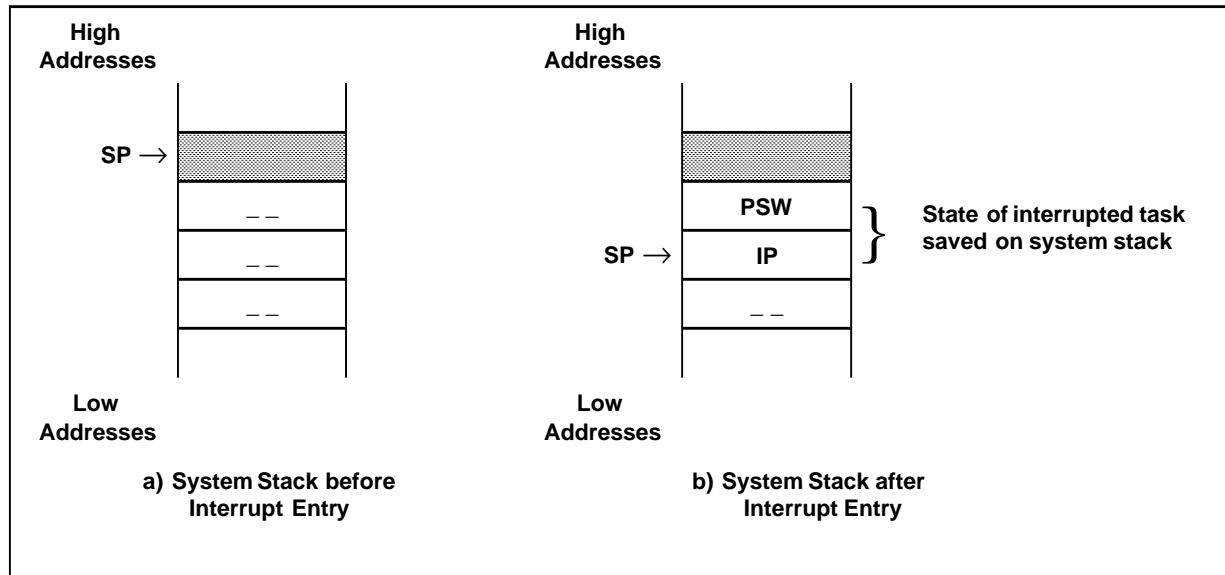 High
Addresses
SP →
_ _
_ _
_ _
Low
Addresses
a) System Stack before
Interrupt Entry
High
Addresses
PSW
SP →
IP
_ _
}
State of interrupted task
saved on system stack
Low
Addresses
b) System Stack after
Interrupt Entry